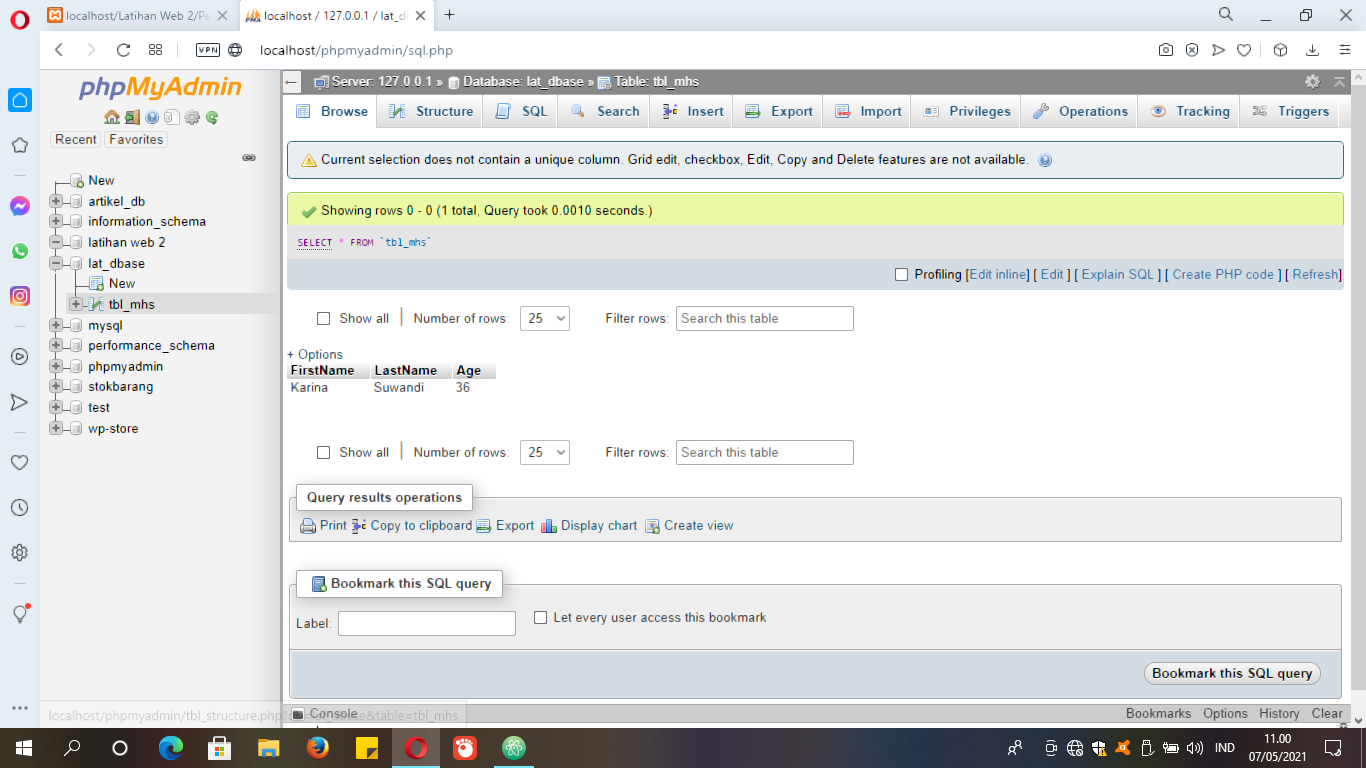 localhost/Latihan Web 2/Pe
localhost / 127.0.0.1 / lat_d
VPN
localhost/phpmyadmin/sql.php
phpMyAdmin
Recent
Favorites
New
artikel_db
information_schema
latihan web 2
lat_dbase
New
tbl_mhs
mysql
performance_schema
phpmyadmin
stokbarang
test
wp-store
Server: 127.0.0.1 » Database: lat_dbase » Table: tbl_mhs
Browse Structure SQL Search Insert Export Import Privileges Operations Tracking Triggers
Current selection does not contain a unique column. Grid edit, checkbox, Edit, Copy and Delete features are not available.
Showing rows 0 - 0 (1 total, Query took 0.0010 seconds.)
SELECT * FROM `tbl_mhs`
Profiling [Edit inline] [ Edit ] [ Explain SQL ] [ Create PHP code ] [ Refresh]
Show all | Number of rows: 25 Filter rows: Search this table
+ Options
FirstName LastName Age
Karina Suwandi 36
Show all | Number of rows: 25 Filter rows: Search this table
Query results operations
Print Copy to clipboard Export Display chart Create view
Bookmark this SQL query
Label: Let every user access this bookmark
Bookmark this SQL query
Console Bookmarks Options History Clear
IND
11.00
07/05/2021